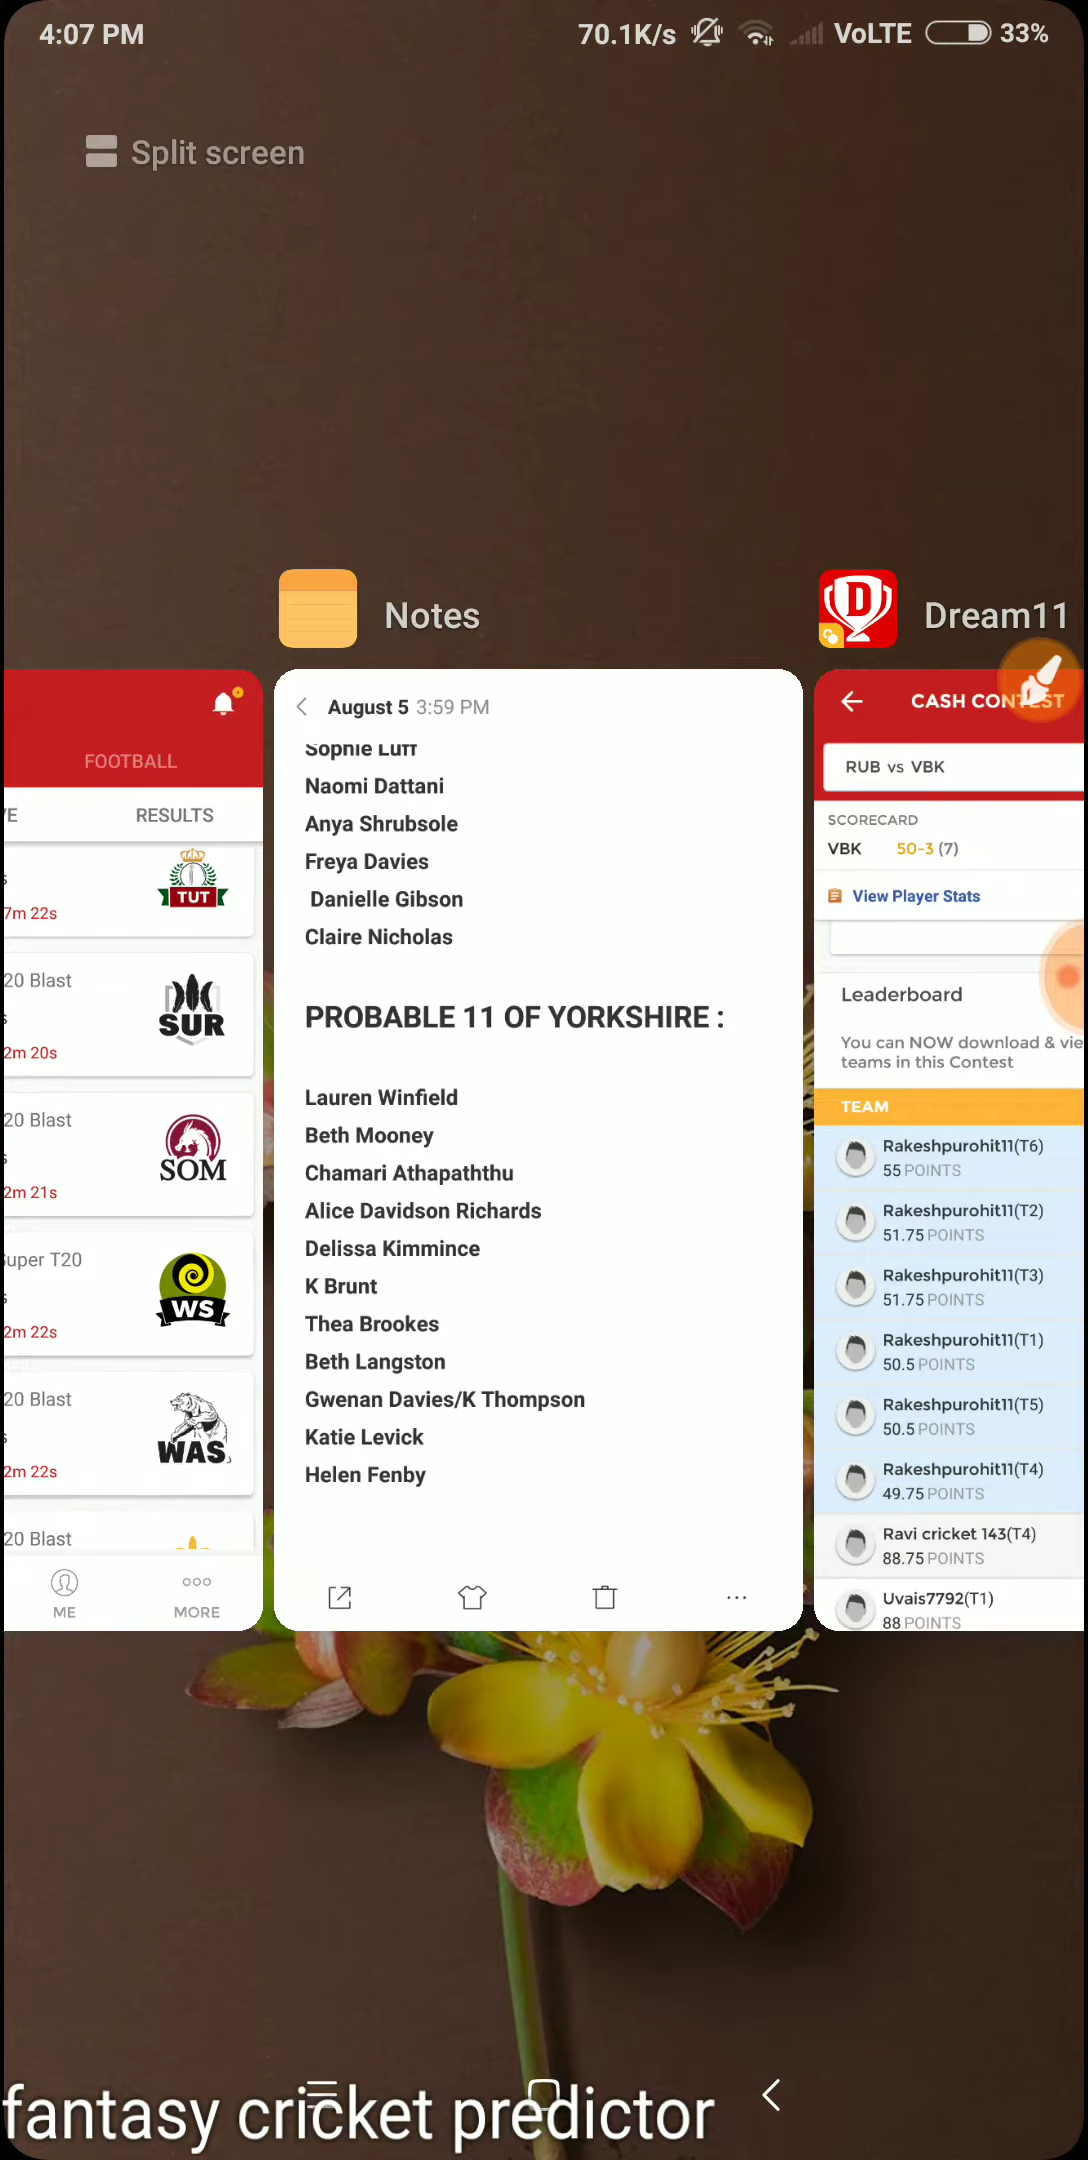 4:07 PM
70.1K/s
VoLTE
33%
Split screen
Notes
Dream11
FOOTBALL
RESULTS
TUT
7m 22s
20 Blast
SUR
2m 20s
20 Blast
SOM
2m 21s
Super T20
WS
2m 22s
20 Blast
WAS
2m 22s
20 Blast
ME
MORE
August 5 3:59 PM
Sophie Luff
Naomi Dattani
Anya Shrubsole
Freya Davies
Danielle Gibson
Claire Nicholas
PROBABLE 11 OF YORKSHIRE :
Lauren Winfield
Beth Mooney
Chamari Athapaththu
Alice Davidson Richards
Delissa Kimmince
K Brunt
Thea Brookes
Beth Langston
Gwenan Davies/K Thompson
Katie Levick
Helen Fenby
CASH CONTEST
RUB vs VBK
SCORECARD
VBK 50-3 (7)
View Player Stats
Leaderboard
You can NOW download & vie
teams in this Contest
TEAM
Rakeshpurohit11(T6)
55 POINTS
Rakeshpurohit11(T2)
51.75 POINTS
Rakeshpurohit11(T3)
51.75 POINTS
Rakeshpurohit11(T1)
50.5 POINTS
Rakeshpurohit11(T5)
50.5 POINTS
Rakeshpurohit11(T4)
49.75 POINTS
Ravi cricket 143(T4)
88.75 POINTS
Uvais7792(T1)
88 POINTS
fantasy cricket predictor